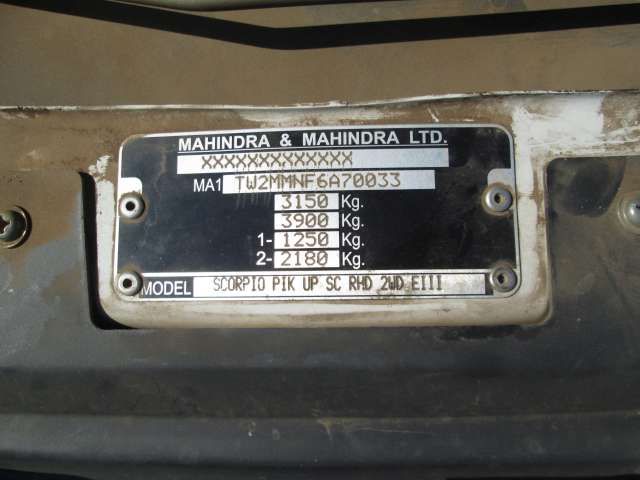 MAHINDRA & MAHINDRA LTD.
XXXXXXXXXXXXX
MA1 TW2MMNF6A70033
3150 Kg.
3900 Kg.
1- 1250 Kg.
2- 2180 Kg.
MODEL SCORPIO PIK UP SC RHD 2WD EIII